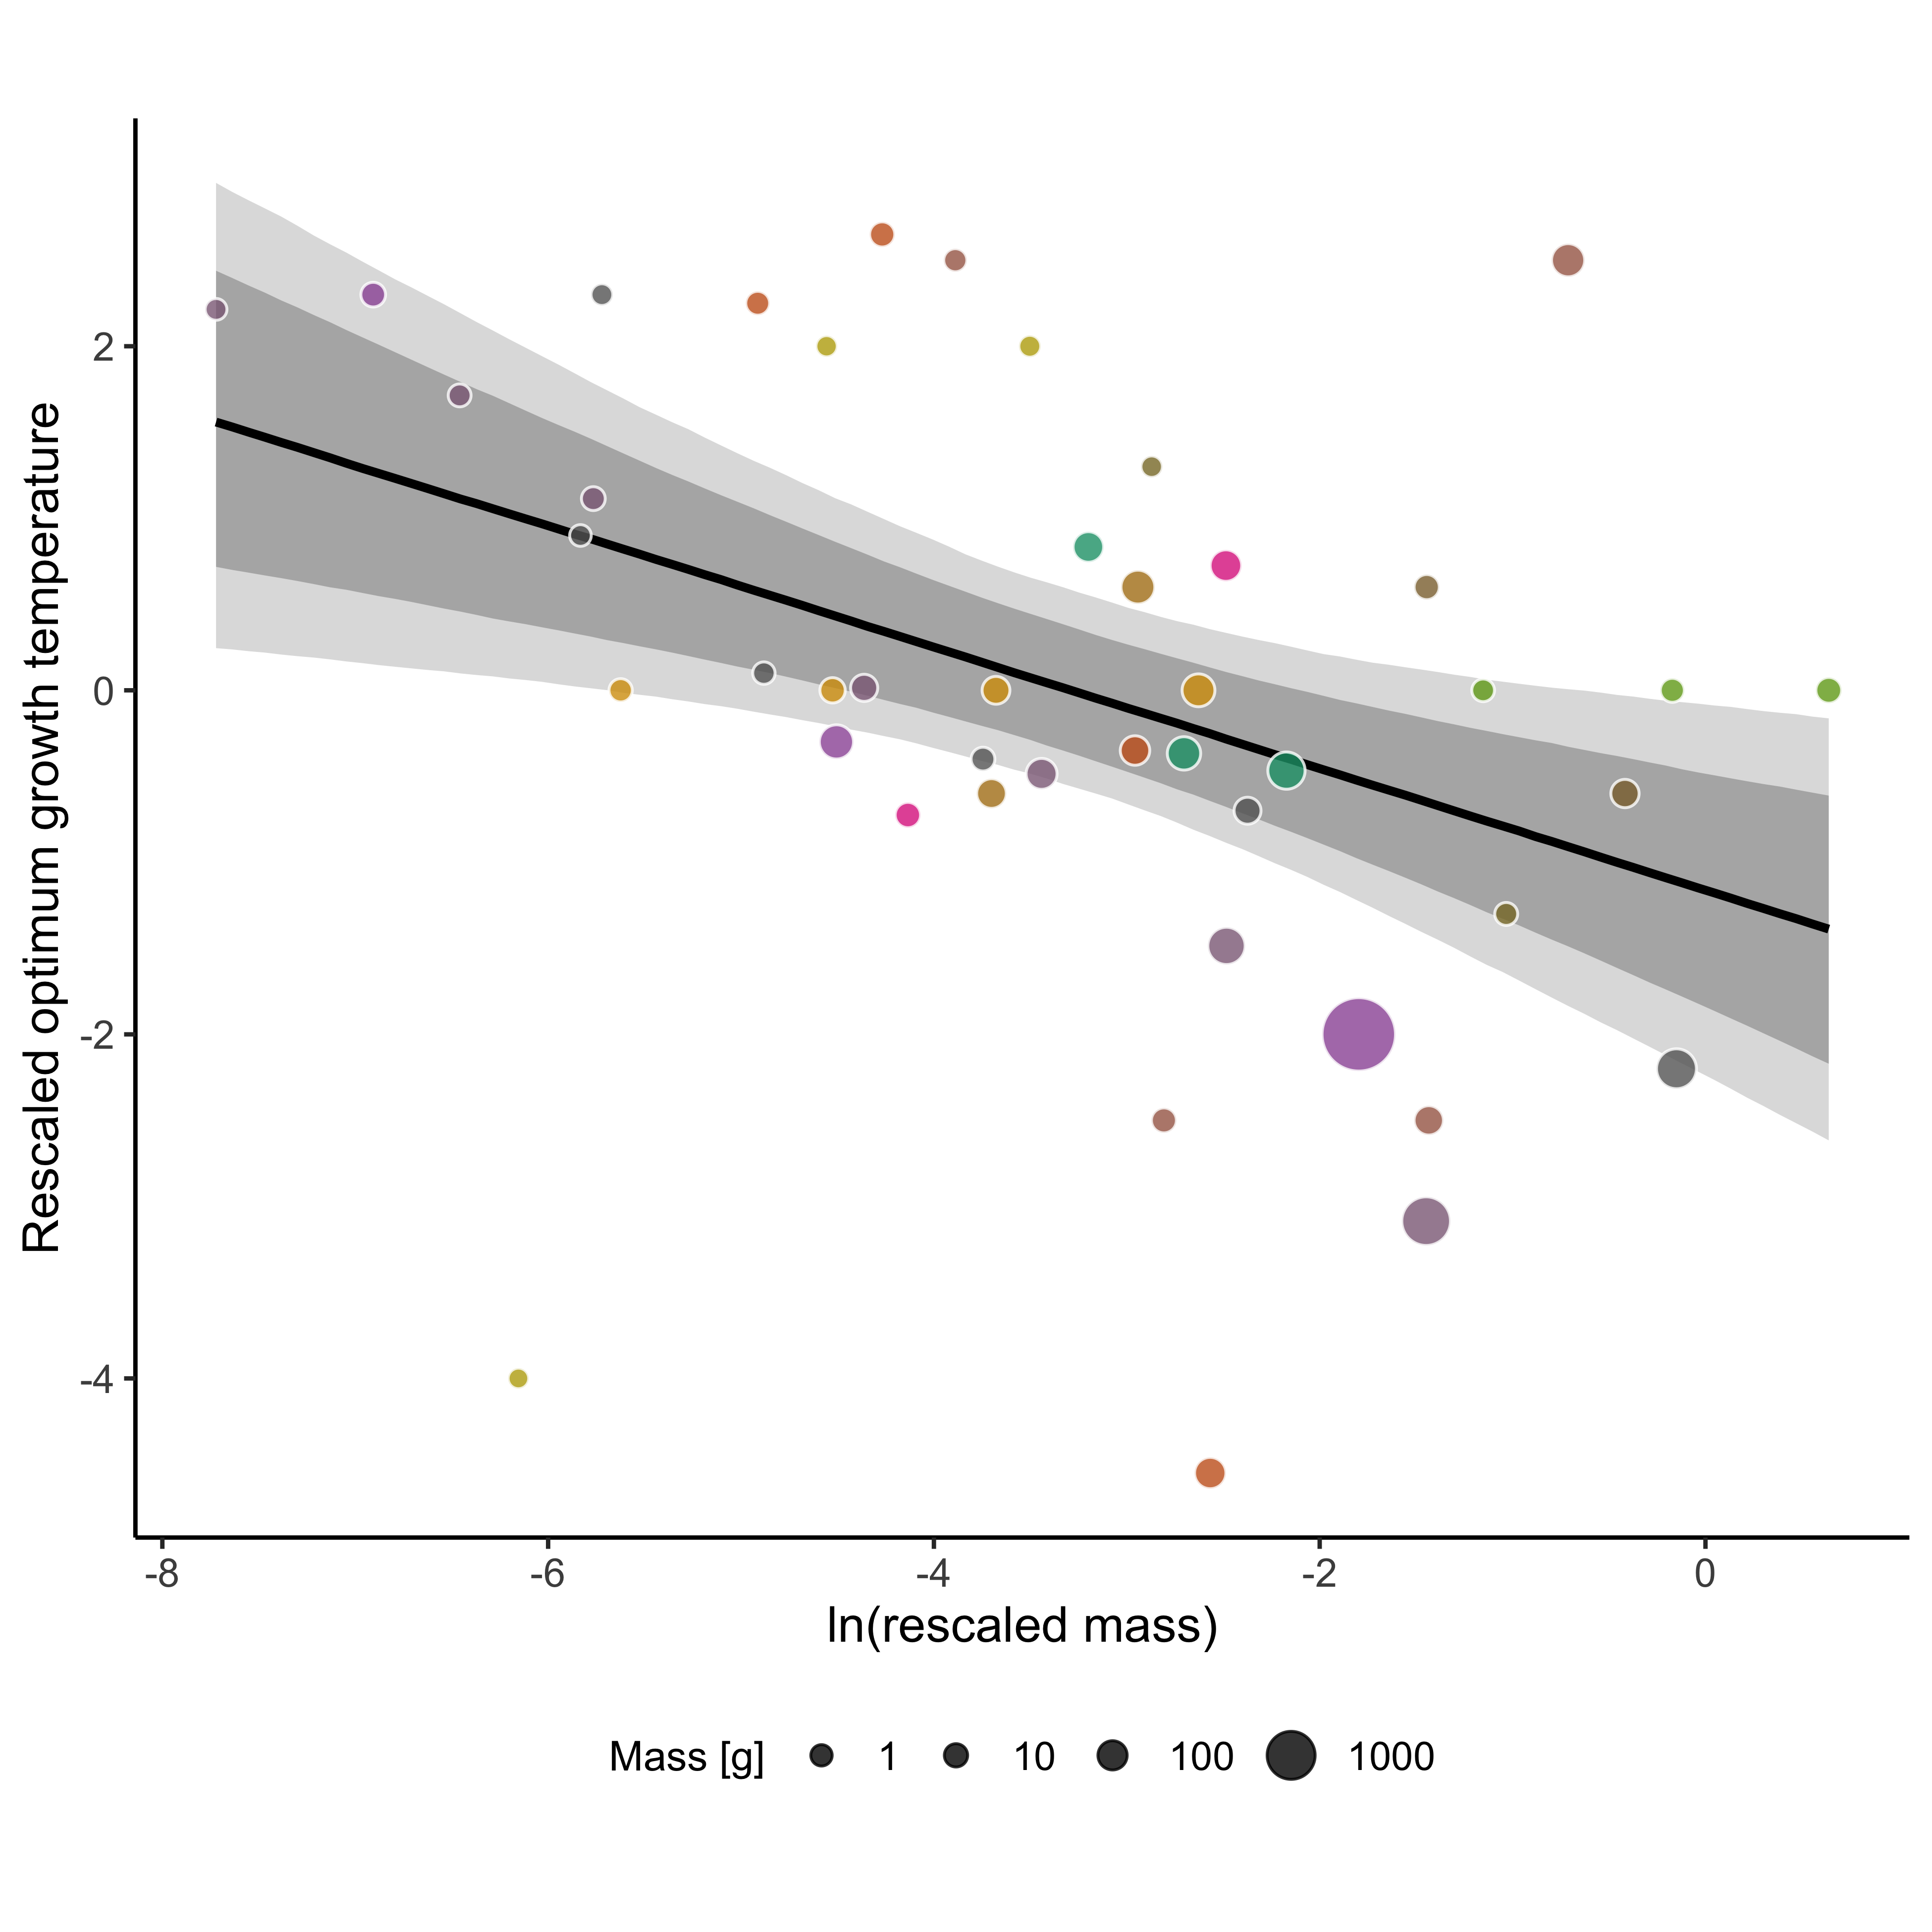 Rescaled optimum growth temperature
2
0
-2
-4
-8 -6 -4 -2 0
ln(rescaled mass)
Mass [g] 1 10 100 1000